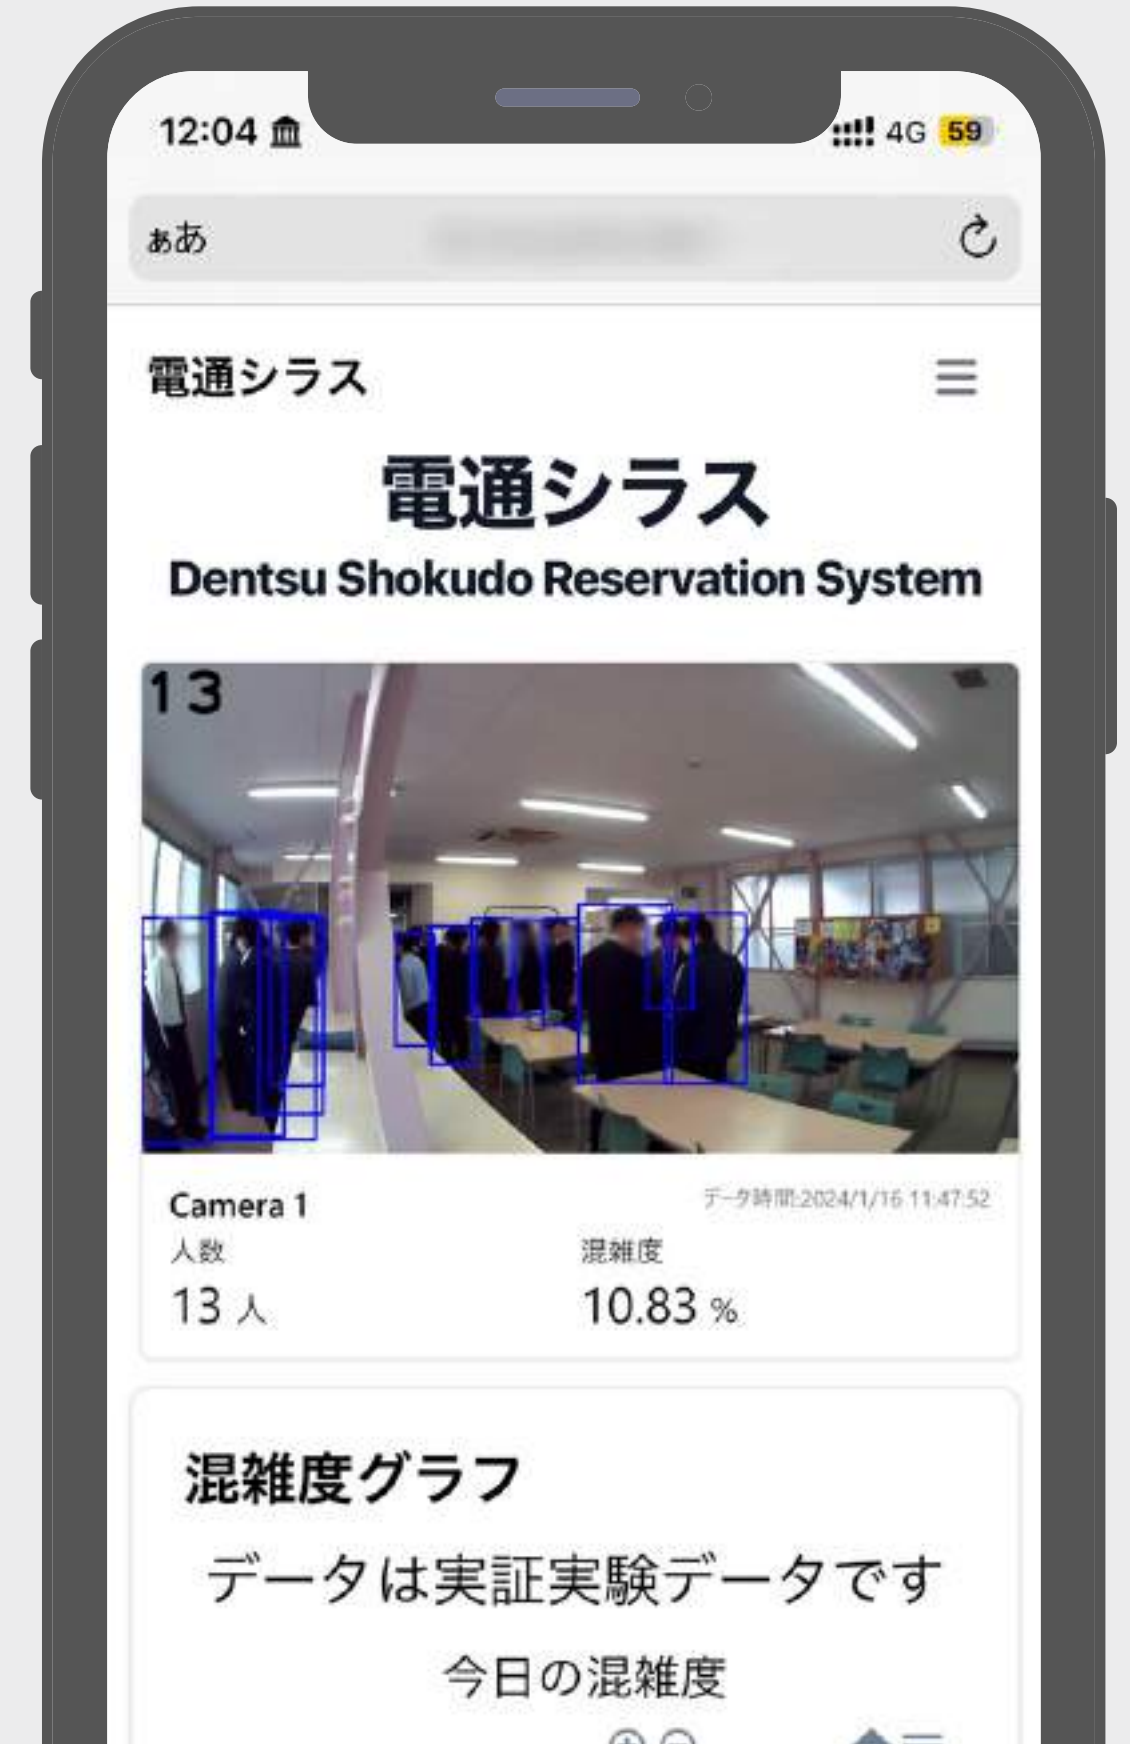 12:04
4G 59
ぁあ
電通シラス
電通シラス
Dentsu Shokudo Reservation System
13
Camera 1
データ時間:2024/1/16 11:47:52
人数
混雑度
13 人
10.83 %
混雑度グラフ
データは実証実験データです
今日の混雑度